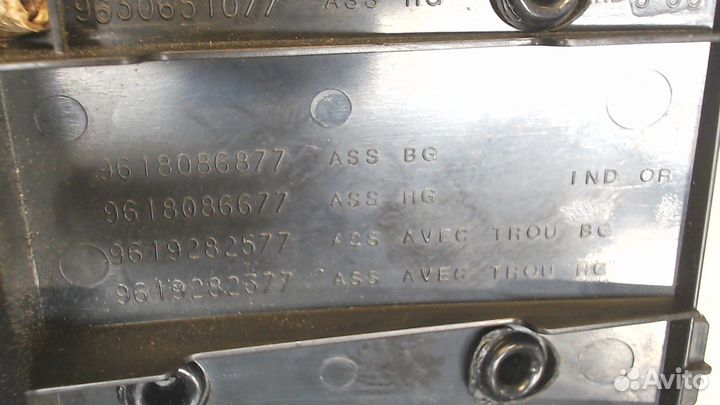 9630631077 ASS HG
9618086877 ASS BG
IND OR
9618086677 ASS HG
9619282577 ASS AVEC TROU BG
9619282677 ASS AVEC TROU HG
Avito